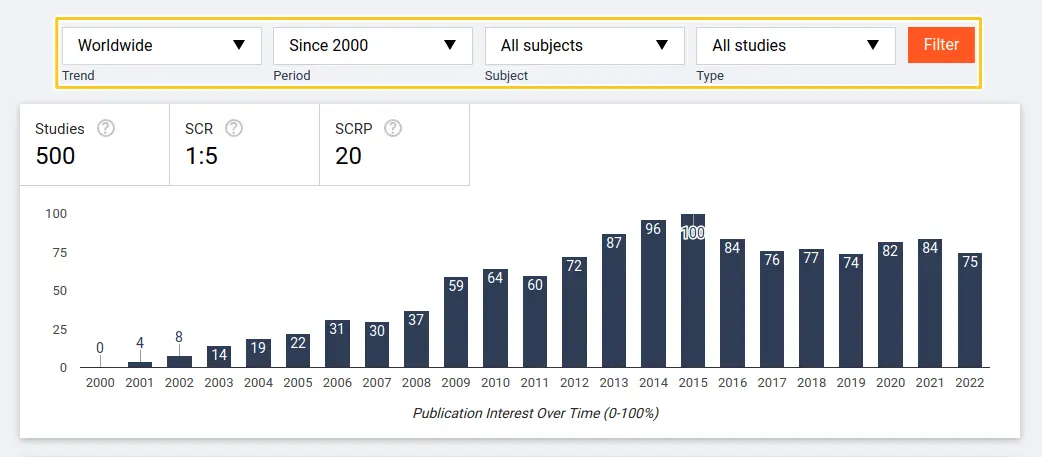 Worldwide ▼ Since 2000 ▼ All subjects ▼ All studies ▼ Filter
Trend Period Subject Type
Studies ? SCR ? SCRP ?
500 1:5 20
100
75
50
25
0
0 4 8 14 19 22 31 30 37 59 64 60 72 87 96 100 84 76 77 74 82 84 75
2000 2001 2002 2003 2004 2005 2006 2007 2008 2009 2010 2011 2012 2013 2014 2015 2016 2017 2018 2019 2020 2021 2022
Publication Interest Over Time (0-100%)